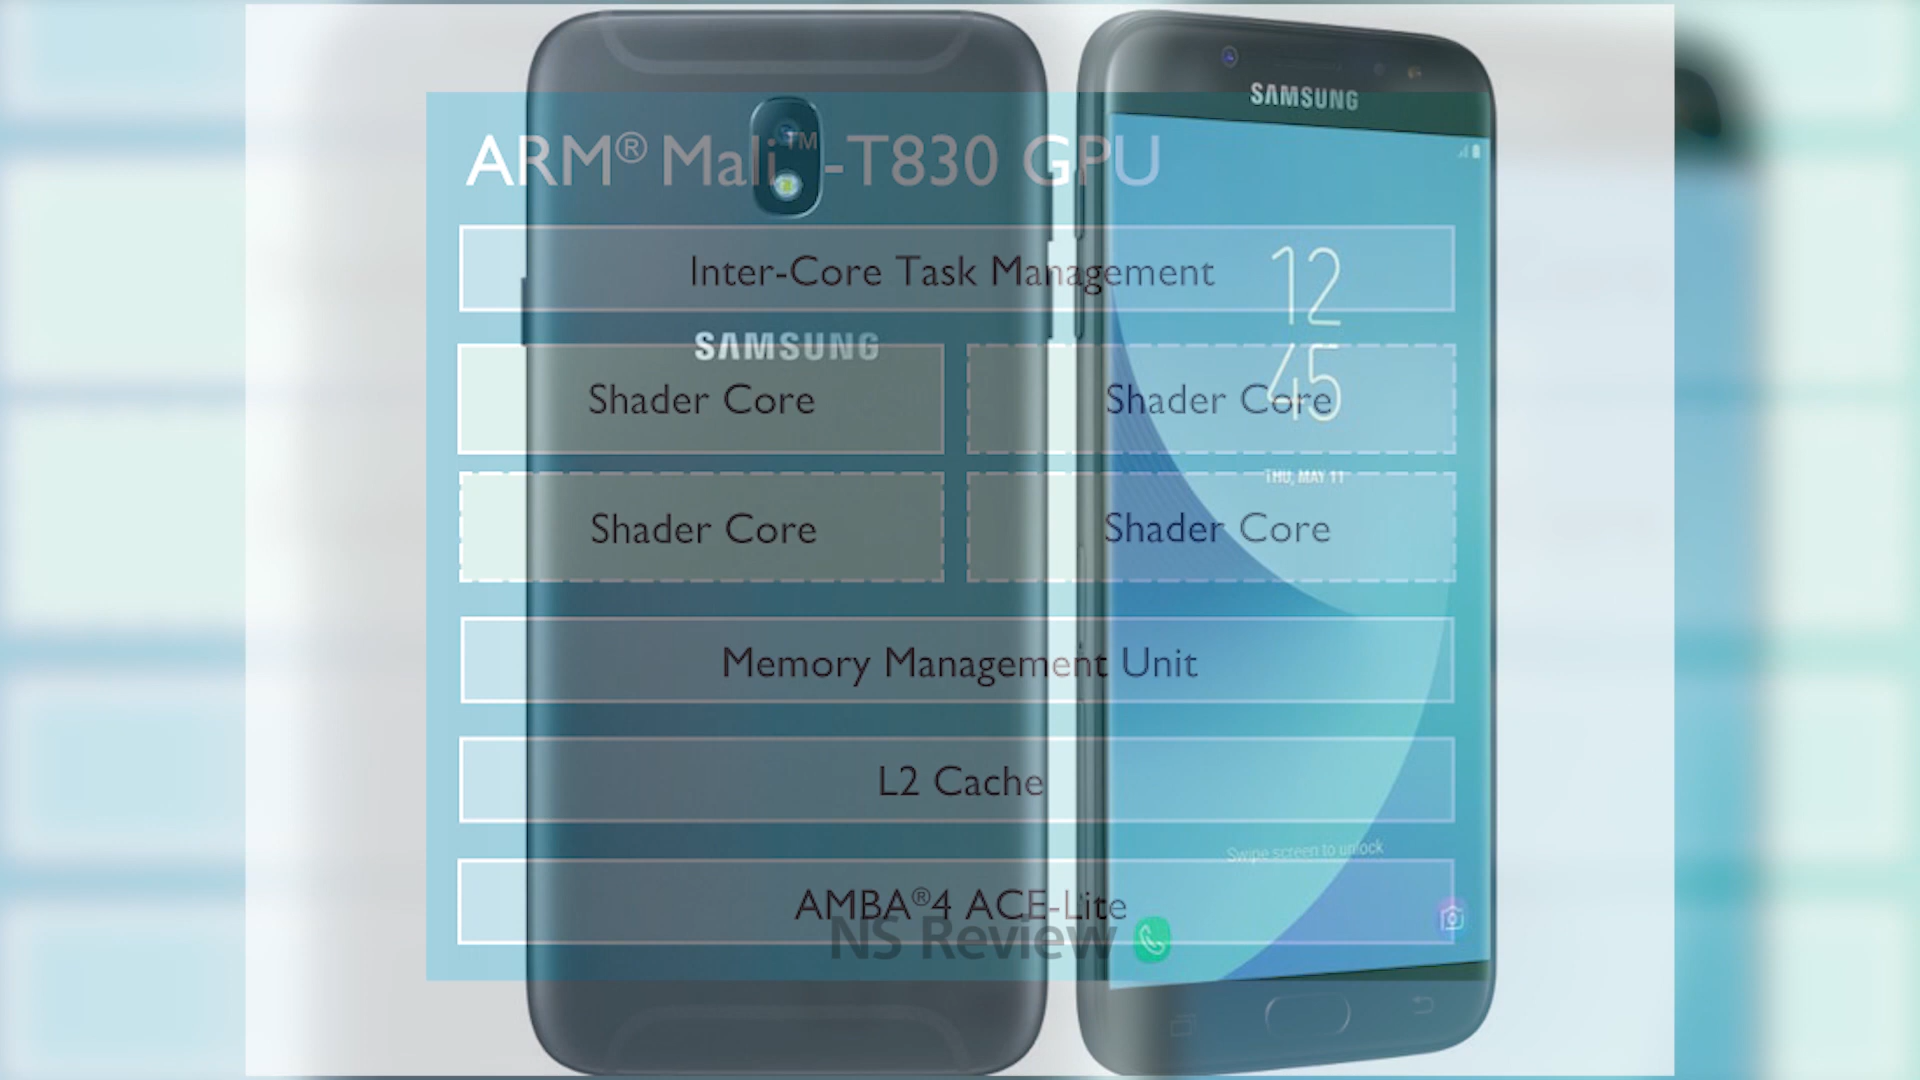 SAMSUNG
ARM® Mali™-T830 GPU
Inter-Core Task Management
12
SAMSUNG
45
Shader Core
Shader Core
THU, MAY 11
Shader Core
Shader Core
Memory Management Unit
L2 Cache
Swipe screen to unlock
AMBA®4 ACE-Lite
NS Review